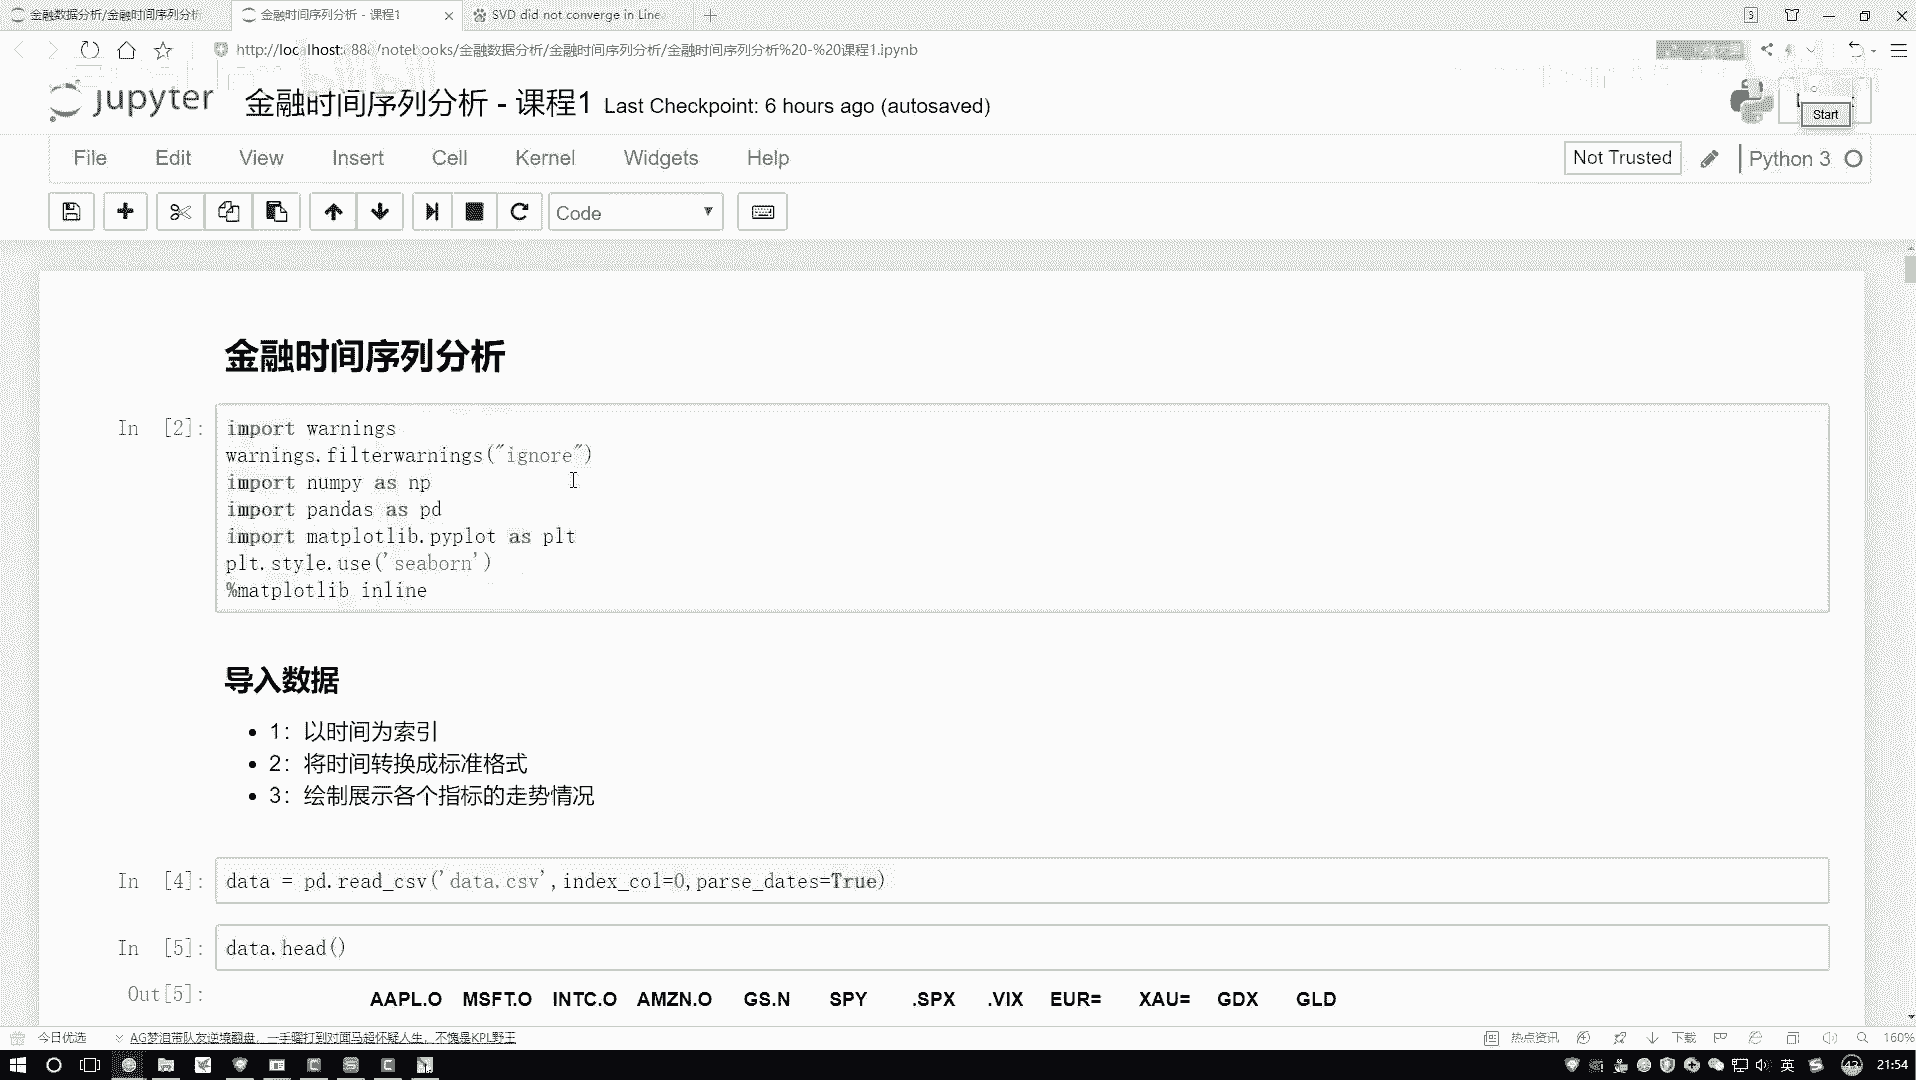 金融数据分析/金融时间序列分析
金融时间序列分析 - 课程1
SVD did not converge in Line
http://localhost:888/notebooks/金融数据分析/金融时间序列分析/金融时间序列分析%20-%20课程1.ipynb
jupyter
金融时间序列分析 - 课程1 Last Checkpoint: 6 hours ago (autosaved)
Start
File Edit View Insert Cell Kernel Widgets Help
Not Trusted
Python 3
Code
金融时间序列分析
In [2]:
import warnings
warnings.filterwarnings("ignore")
import numpy as np
import pandas as pd
import matplotlib.pyplot as plt
plt.style.use('seaborn')
%matplotlib inline
导入数据
1：以时间为索引
2：将时间转换成标准格式
3：绘制展示各个指标的走势情况
In [4]:
data = pd.read_csv('data.csv',index_col=0,parse_dates=True)
In [5]:
data.head()
Out[5]:
AAPL.O MSFT.O INTC.O AMZN.O GS.N SPY .SPX .VIX EUR= XAU= GDX GLD
今日优选
AG梦泪带队友逆境翻盘，一手曜打到对面马超怀疑人生，不愧是KPL野王
热点资讯
下载
160%
英
43
21:54